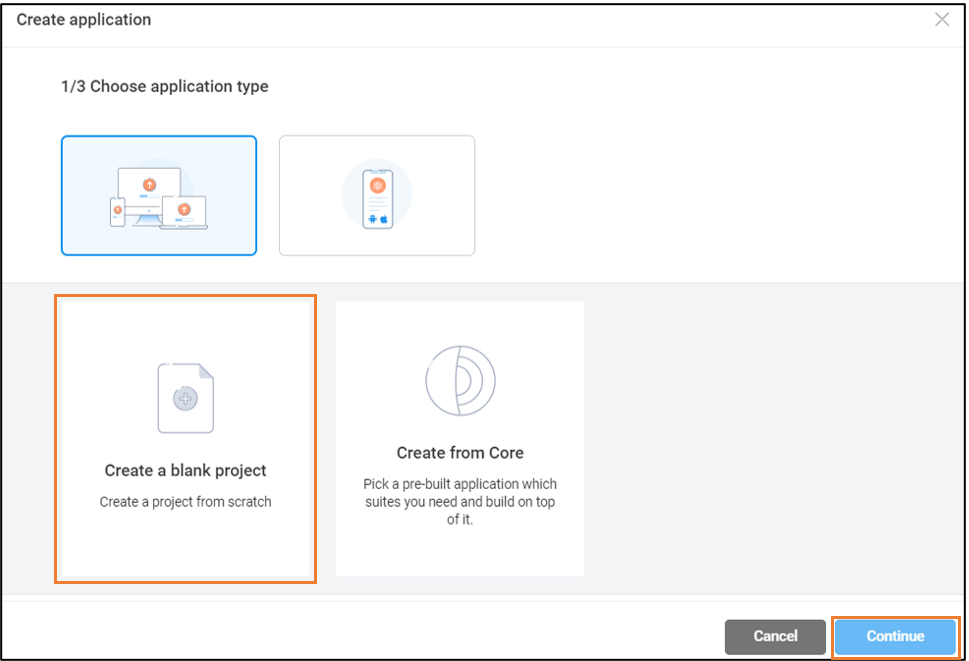 Create application
1/3 Choose application type
Create a blank project
Create a project from scratch
Create from Core
Pick a pre-built application which
suites you need and build on top
of it.
Cancel
Continue